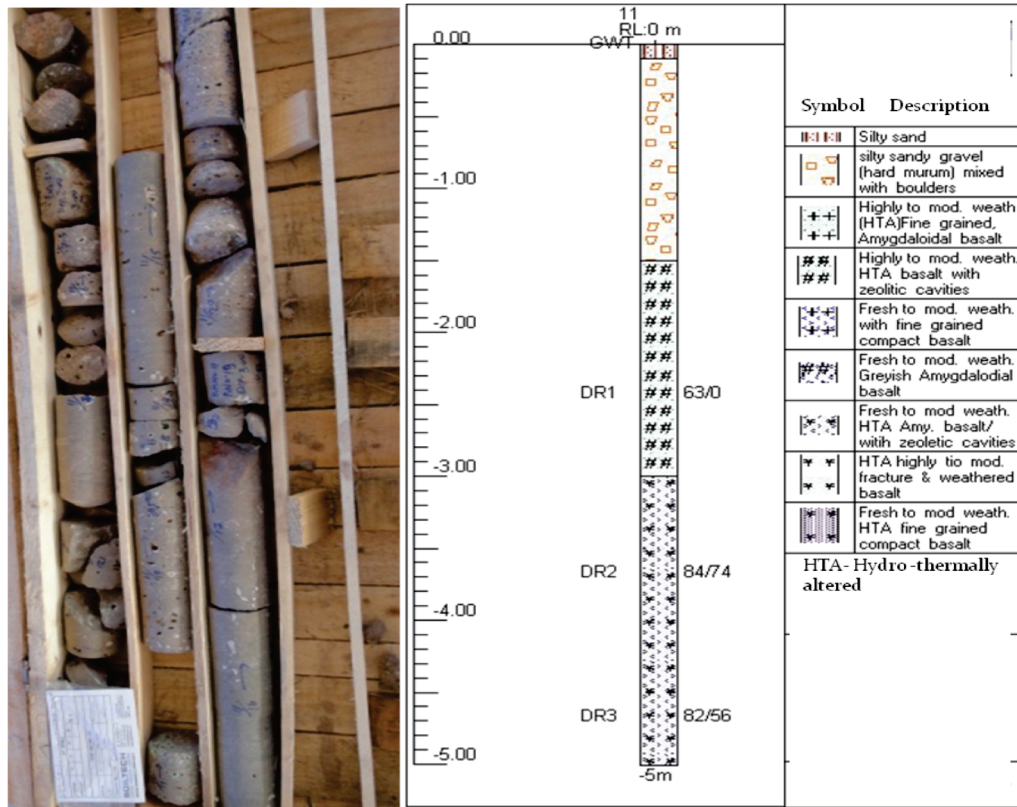 11
RL:0 m
GWT
0.00
-1.00
-2.00
DR1 63/0
-3.00
DR2 84/74
-4.00
DR3 82/56
-5.00
-5m
Symbol Description
Silty sand
silty sandy gravel
(hard murum) mixed
with boulders
Highly to mod. weath
(HTA)Fine grained,
Amygdaloidal basalt
Highly to mod. weath.
HTA basalt with
zeolitic cavities
Fresh to mod. weath.
with fine grained
compact basalt
Fresh to mod. weath.
Greyish Amygdalodial
basalt
Fresh to mod weath.
HTA Amy. basalt/
witih zeoletic cavities
HTA highly tio mod.
fracture & weathered
basalt
Fresh to mod weath.
HTA fine grained
compact basalt
HTA- Hydro -thermally
altered
SOILTECH